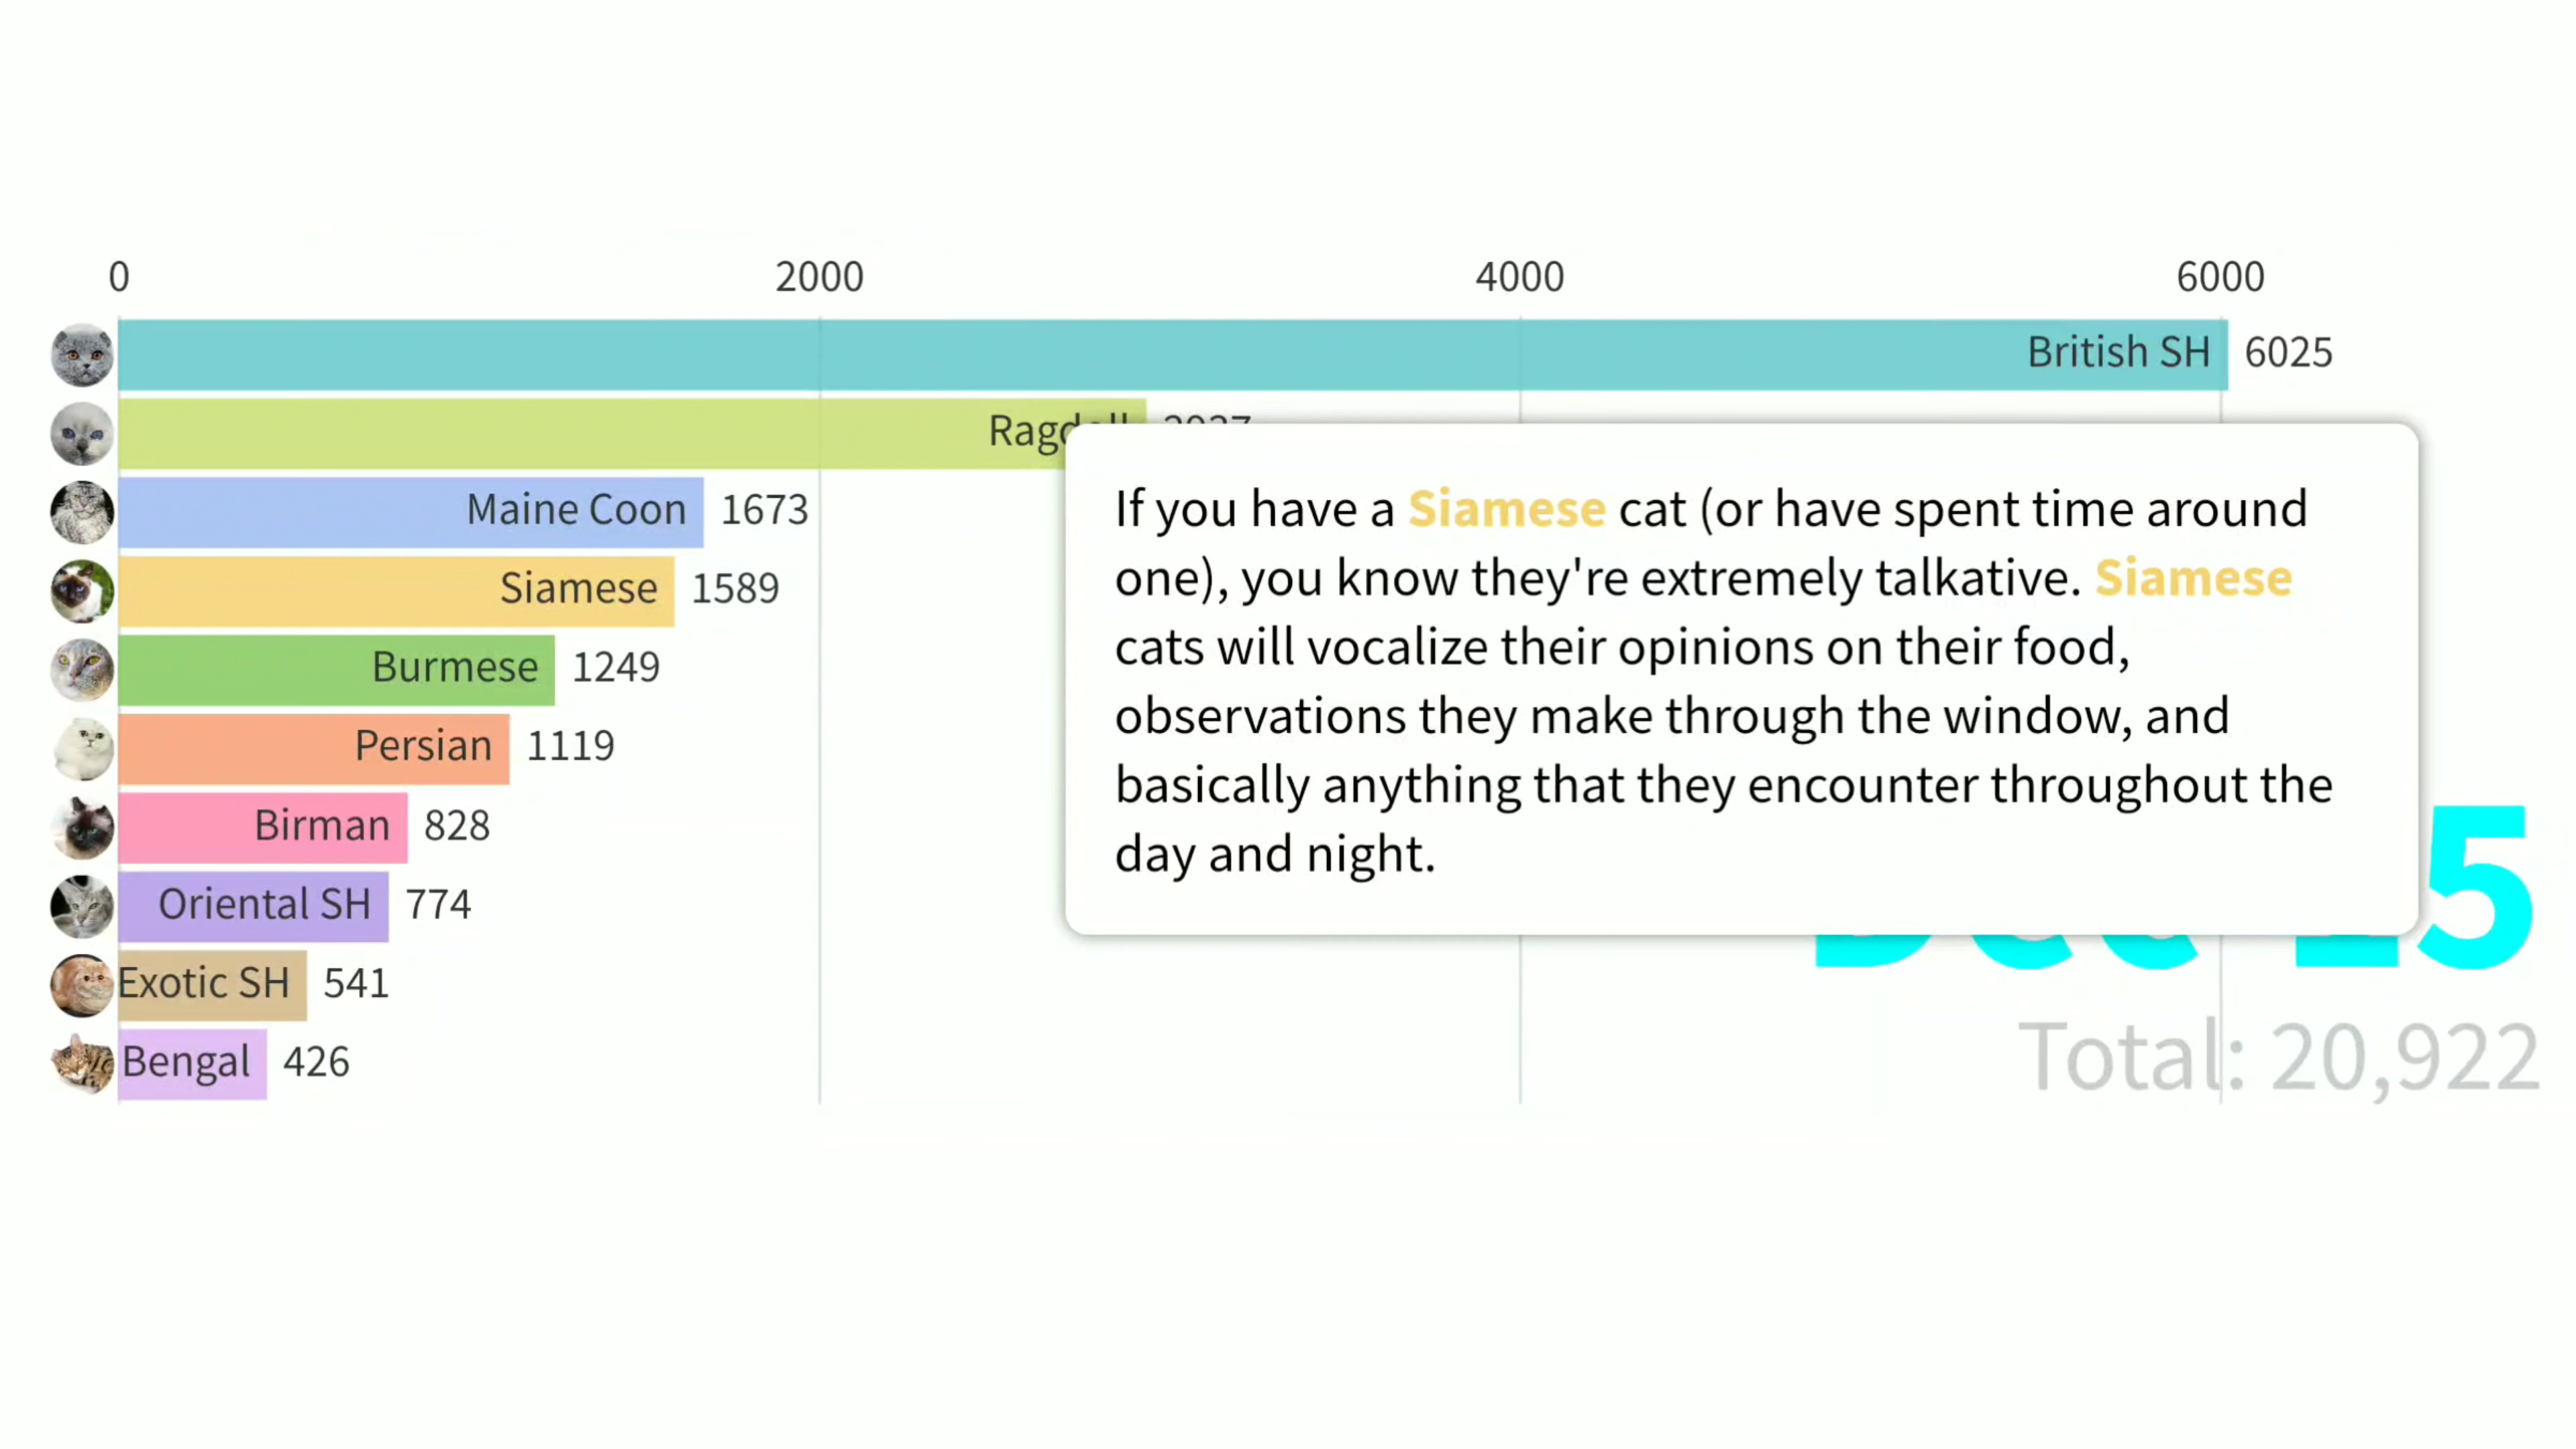 0 2000 4000 6000
British SH 6025
Maine Coon 1673
Siamese 1589
Burmese 1249
Persian 1119
Birman 828
Oriental SH 774
Exotic SH 541
Bengal 426
If you have a Siamese cat (or have spent time around
one), you know they're extremely talkative. Siamese
cats will vocalize their opinions on their food,
observations they make through the window, and
basically anything that they encounter throughout the
day and night.
Total: 20,922